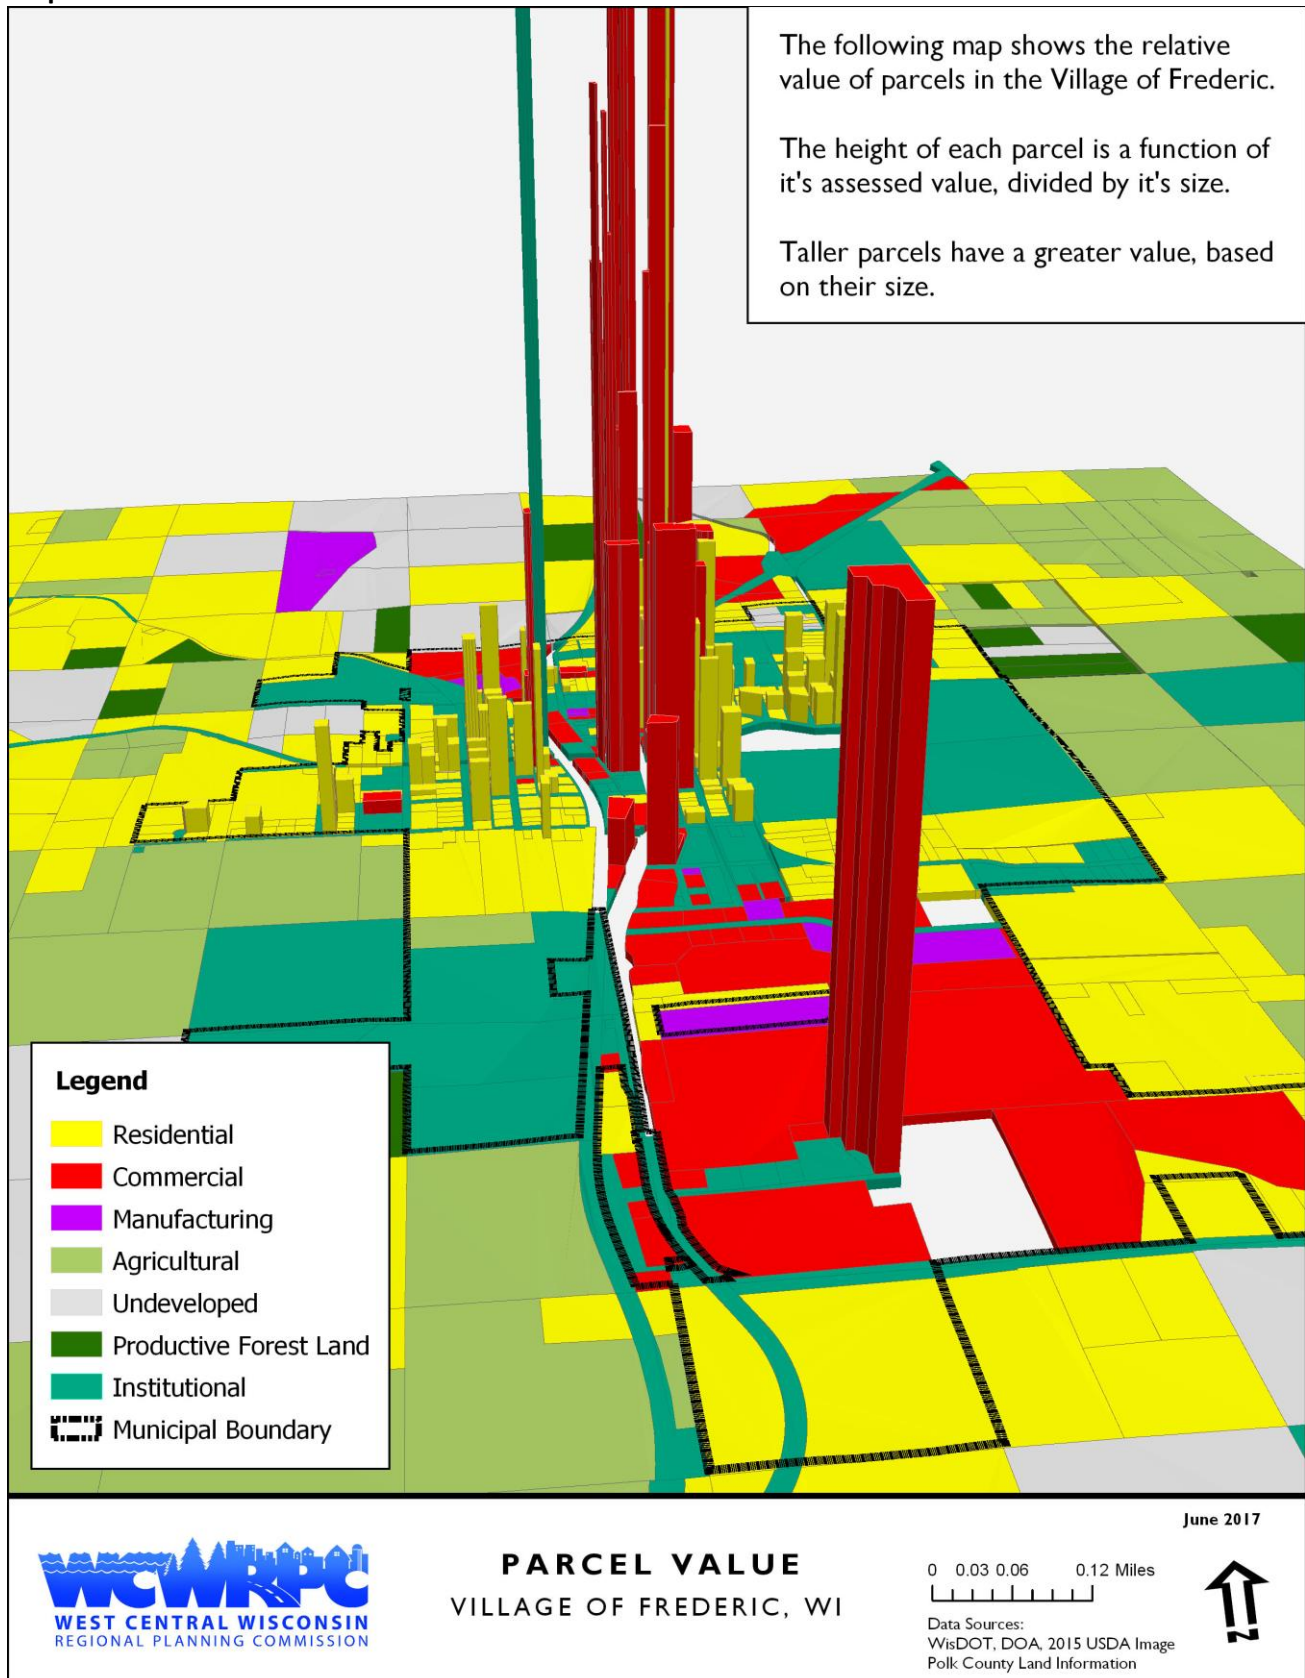 The following map shows the relative
value of parcels in the Village of Frederic.
The height of each parcel is a function of
it's assessed value, divided by it's size.
Taller parcels have a greater value, based
on their size.
Legend
Residential
Commercial
Manufacturing
Agricultural
Undeveloped
Productive Forest Land
Institutional
Municipal Boundary
WCWRPC
WEST CENTRAL WISCONSIN
REGIONAL PLANNING COMMISSION
PARCEL VALUE
VILLAGE OF FREDERIC, WI
June 2017
0 0.03 0.06 0.12 Miles
Data Sources:
WisDOT, DOA, 2015 USDA Image
Polk County Land Information
N